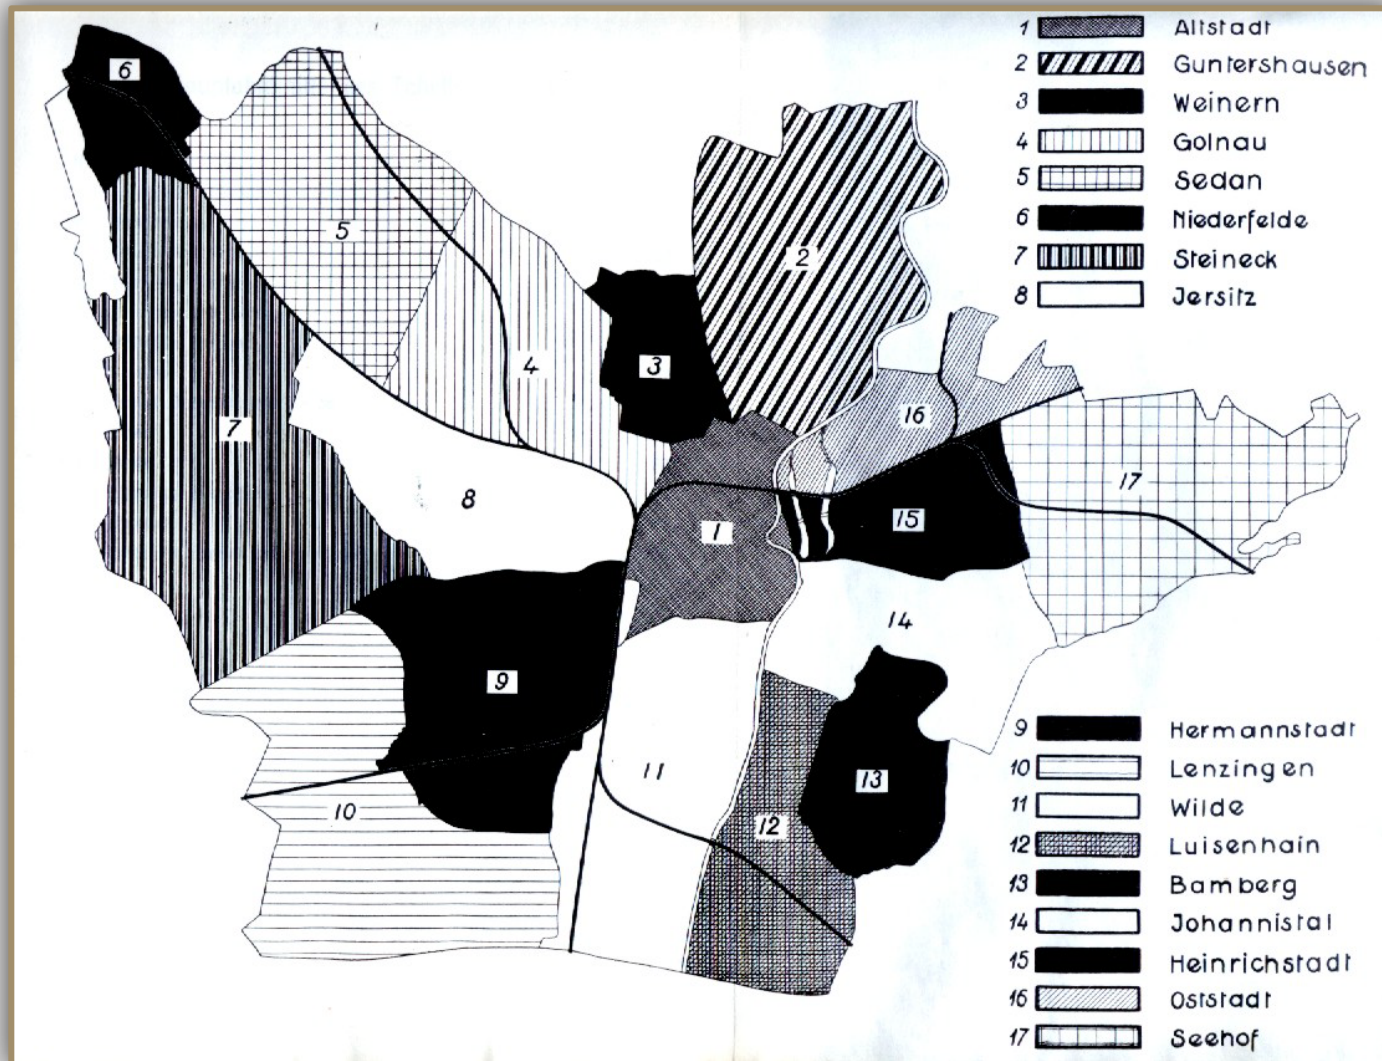 1 Altstadt
2 Guntershausen
3 Weinern
4 Golnau
5 Sedan
6 Niederfelde
7 Steineck
8 Jersitz
6
5
2
4
3
7
16
17
8
15
1
14
9
11
13
10
12
9 Hermannstadt
10 Lenzingen
11 Wilde
12 Luisenhain
13 Bamberg
14 Johannistal
15 Heinrichstadt
16 Oststadt
17 Seehof